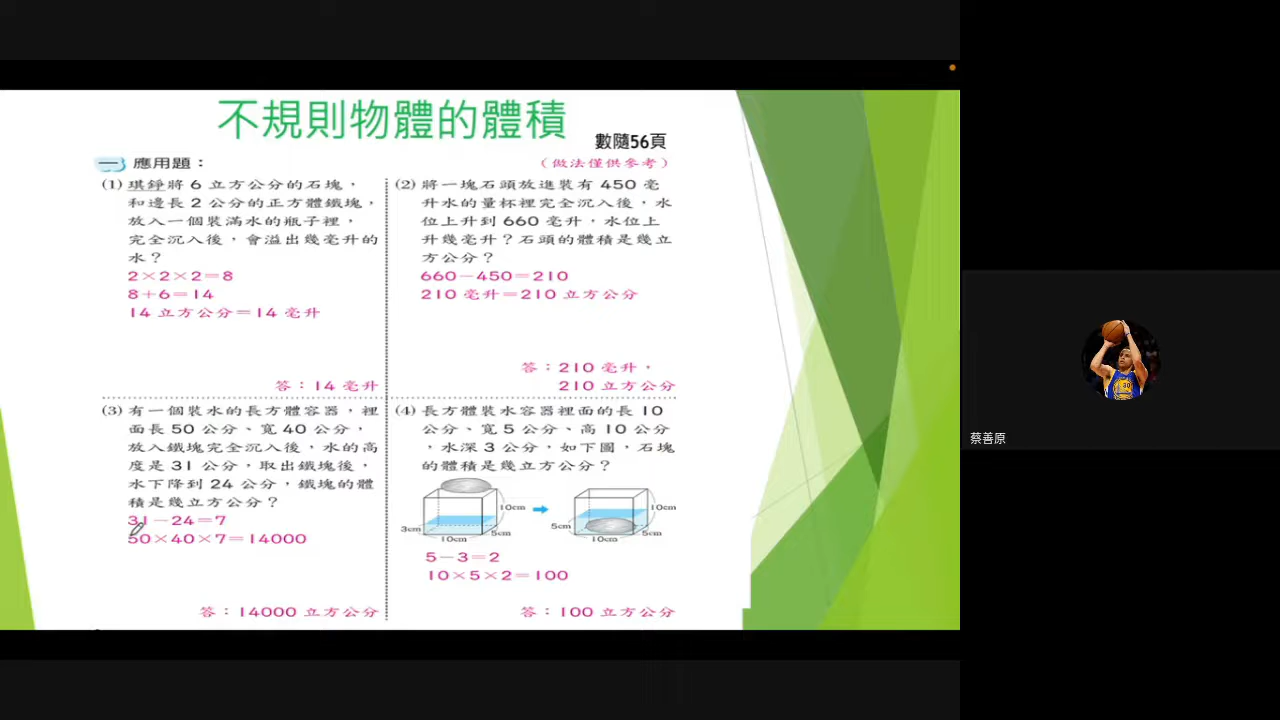 不規則物體的體積
數隨56頁
一 應用題：
（做法僅供參考）
(1) 琪錚將 6 立方公分的石塊，
和邊長 2 公分的正方體鐵塊，
放入一個裝滿水的瓶子裡，
完全沉入後，會溢出幾毫升的
水？
2×2×2＝8
8＋6＝14
14 立方公分＝14 毫升
答：14 毫升
(2) 將一塊石頭放進裝有 450 毫
升水的量杯裡完全沉入後，水
位上升到 660 毫升，水位上
升幾毫升？石頭的體積是幾立
方公分？
660－450＝210
210 毫升＝210 立方公分
答：210 毫升，
210 立方公分
(3) 有一個裝水的長方體容器，裡
面長 50 公分、寬 40 公分，
放入鐵塊完全沉入後，水的高
度是 31 公分，取出鐵塊後，
水下降到 24 公分，鐵塊的體
積是幾立方公分？
31－24＝7
50×40×7＝14000
答：14000 立方公分
(4) 長方體裝水容器裡面的長 10
公分、寬 5 公分、高 10 公分
，水深 3 公分，如下圖，石塊
的體積是幾立方公分？
10cm
3cm
5cm
10cm
10cm
5cm
5cm
10cm
5－3＝2
10×5×2＝100
答：100 立方公分
蔡善原